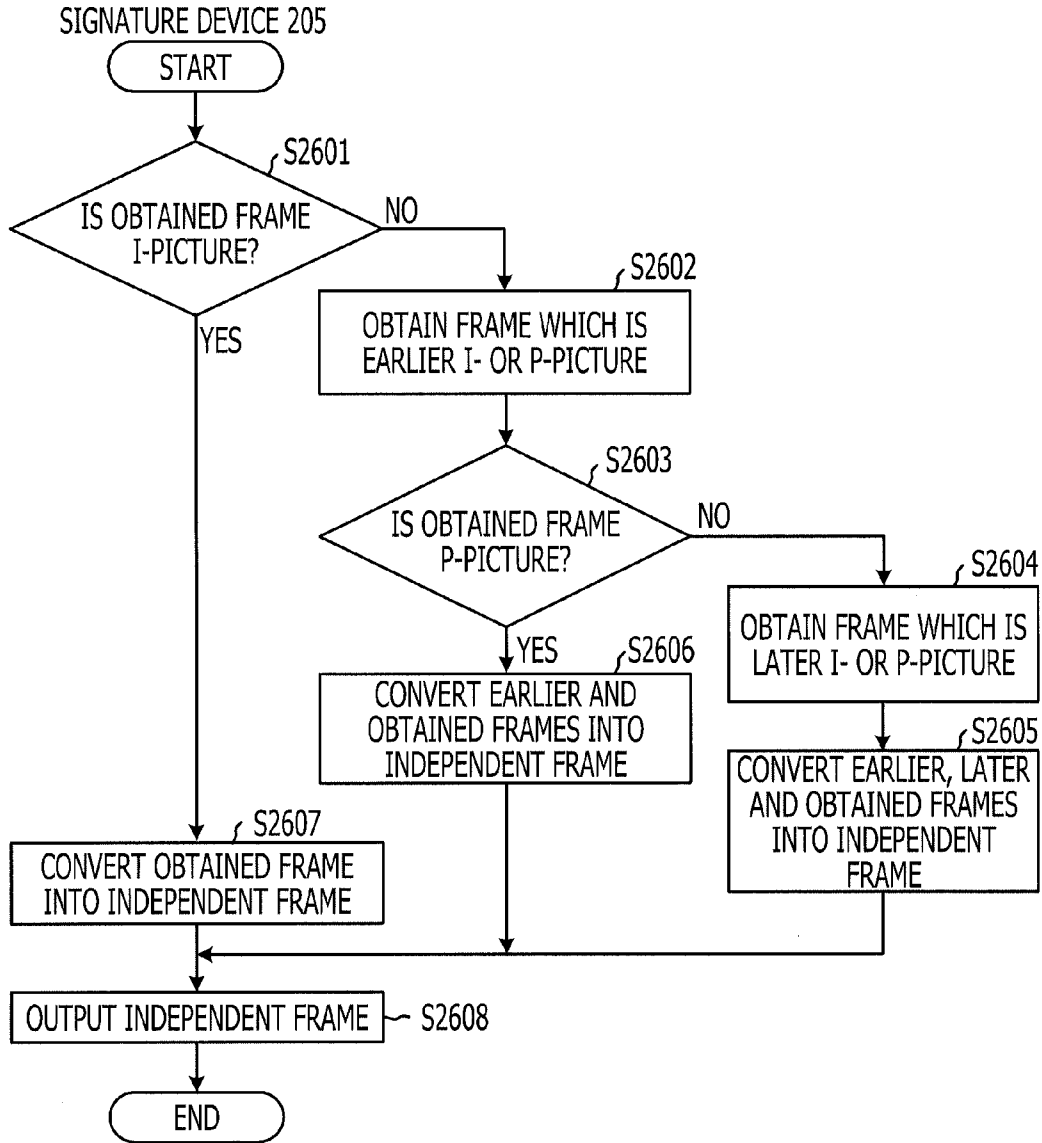 SIGNATURE DEVICE 205
START
S2601
IS OBTAINED FRAME
I-PICTURE?
NO
YES
S2602
OBTAIN FRAME WHICH IS
EARLIER I- OR P-PICTURE
S2603
IS OBTAINED FRAME
P-PICTURE?
NO
YES
S2604
OBTAIN FRAME WHICH IS
LATER I- OR P-PICTURE
S2606
CONVERT EARLIER AND
OBTAINED FRAMES INTO
INDEPENDENT FRAME
S2605
CONVERT EARLIER, LATER
AND OBTAINED FRAMES
INTO INDEPENDENT
FRAME
S2607
CONVERT OBTAINED FRAME
INTO INDEPENDENT FRAME
OUTPUT INDEPENDENT FRAME
S2608
END